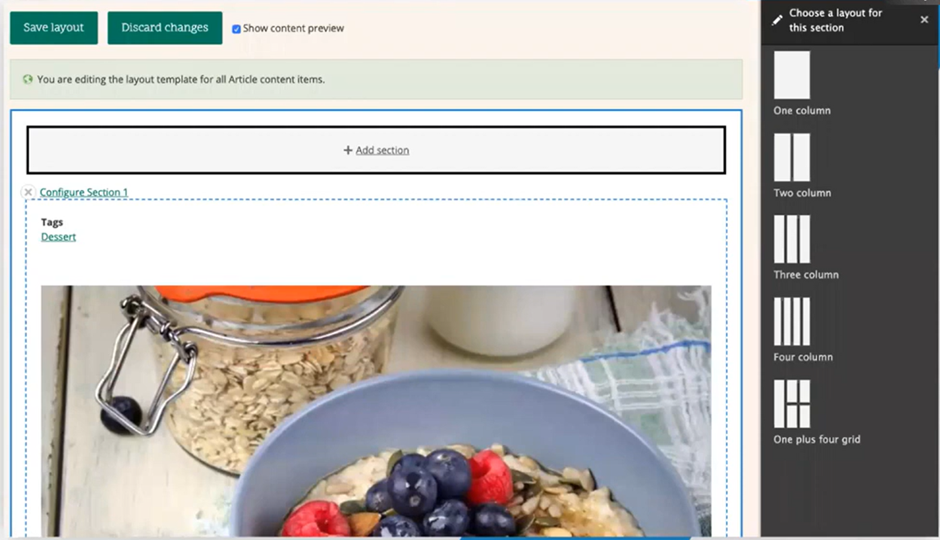 Save layout
Discard changes
Show content preview
You are editing the layout template for all Article content items.
+ Add section
Configure Section 1
Tags
Dessert
Choose a layout for
this section
One column
Two column
Three column
Four column
One plus four grid